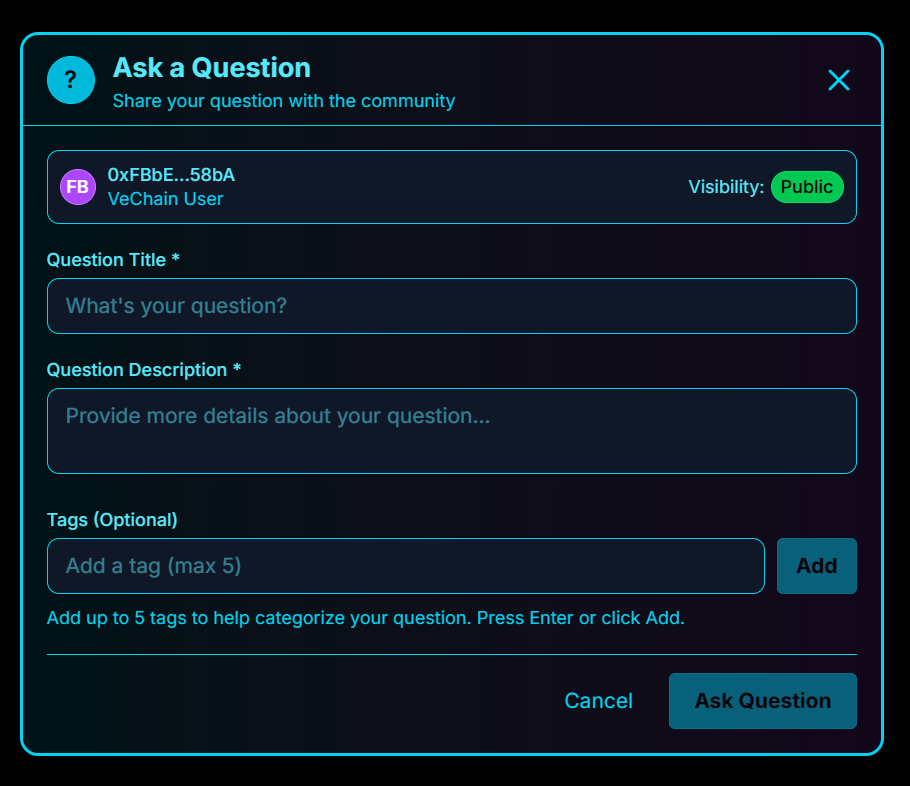 ?
Ask a Question
Share your question with the community
FB
0xFBbE...58bA
VeChain User
Visibility: Public
Question Title *
What's your question?
Question Description *
Provide more details about your question...
Tags (Optional)
Add a tag (max 5)
Add
Add up to 5 tags to help categorize your question. Press Enter or click Add.
Cancel
Ask Question